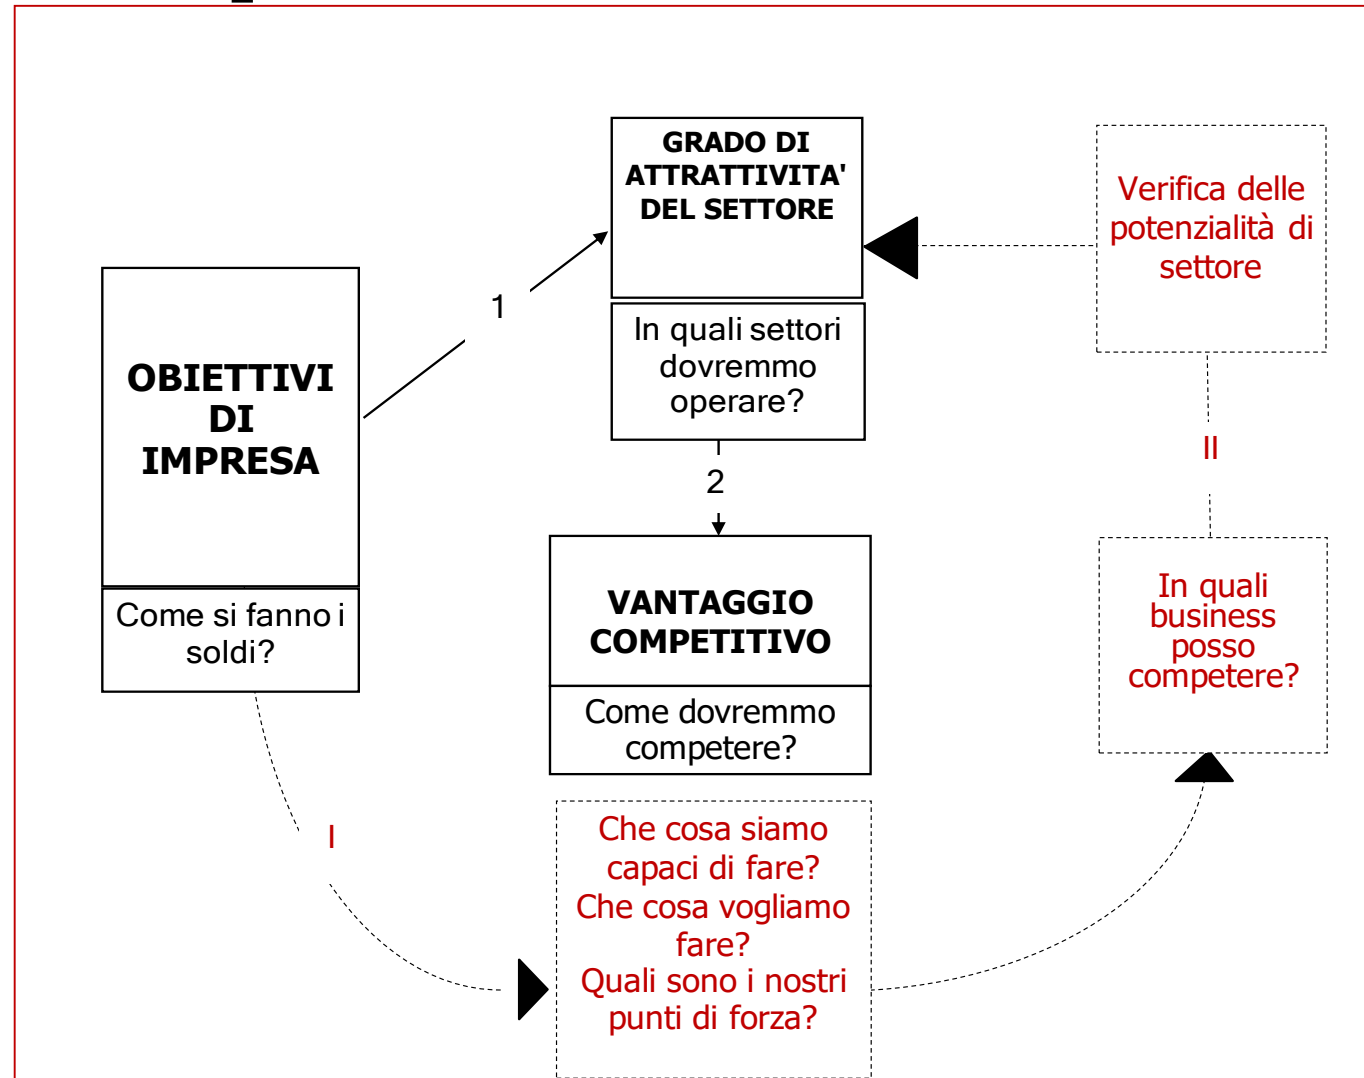 GRADO DI
ATTRATTIVITA'
DEL SETTORE
In quali settori
dovremmo
operare?
1
OBIETTIVI
DI
IMPRESA
Come si fanno i
soldi?
2
VANTAGGIO
COMPETITIVO
Come dovremmo
competere?
Verifica delle
potenzialità di
settore
II
In quali
business
posso
competere?
I
Che cosa siamo
capaci di fare?
Che cosa vogliamo
fare?
Quali sono i nostri
punti di forza?